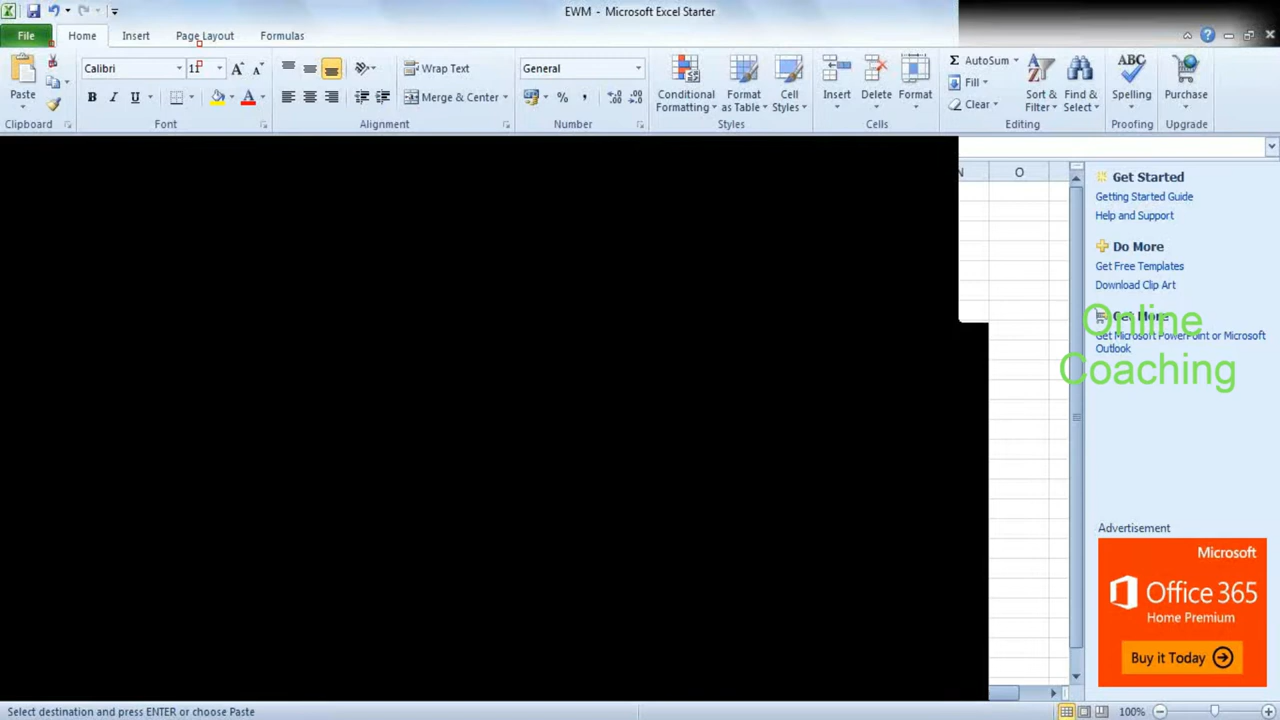 EWM - Microsoft Excel Starter
File Home Insert Page Layout Formulas
Calibri 11 Wrap Text General AutoSum
Paste B I U Merge & Center % , Conditional Formatting Format as Table Cell Styles Insert Delete Format Fill Clear Sort & Filter Find & Select ABC Spelling Purchase
Clipboard Font Alignment Number Styles Cells Editing Proofing Upgrade
O
Get Started
Getting Started Guide
Help and Support
Do More
Get Free Templates
Download Clip Art
Get More
Get Microsoft PowerPoint or Microsoft
Outlook
Online
Coaching
Advertisement
Microsoft
Office 365
Home Premium
Buy it Today
Select destination and press ENTER or choose Paste 100%